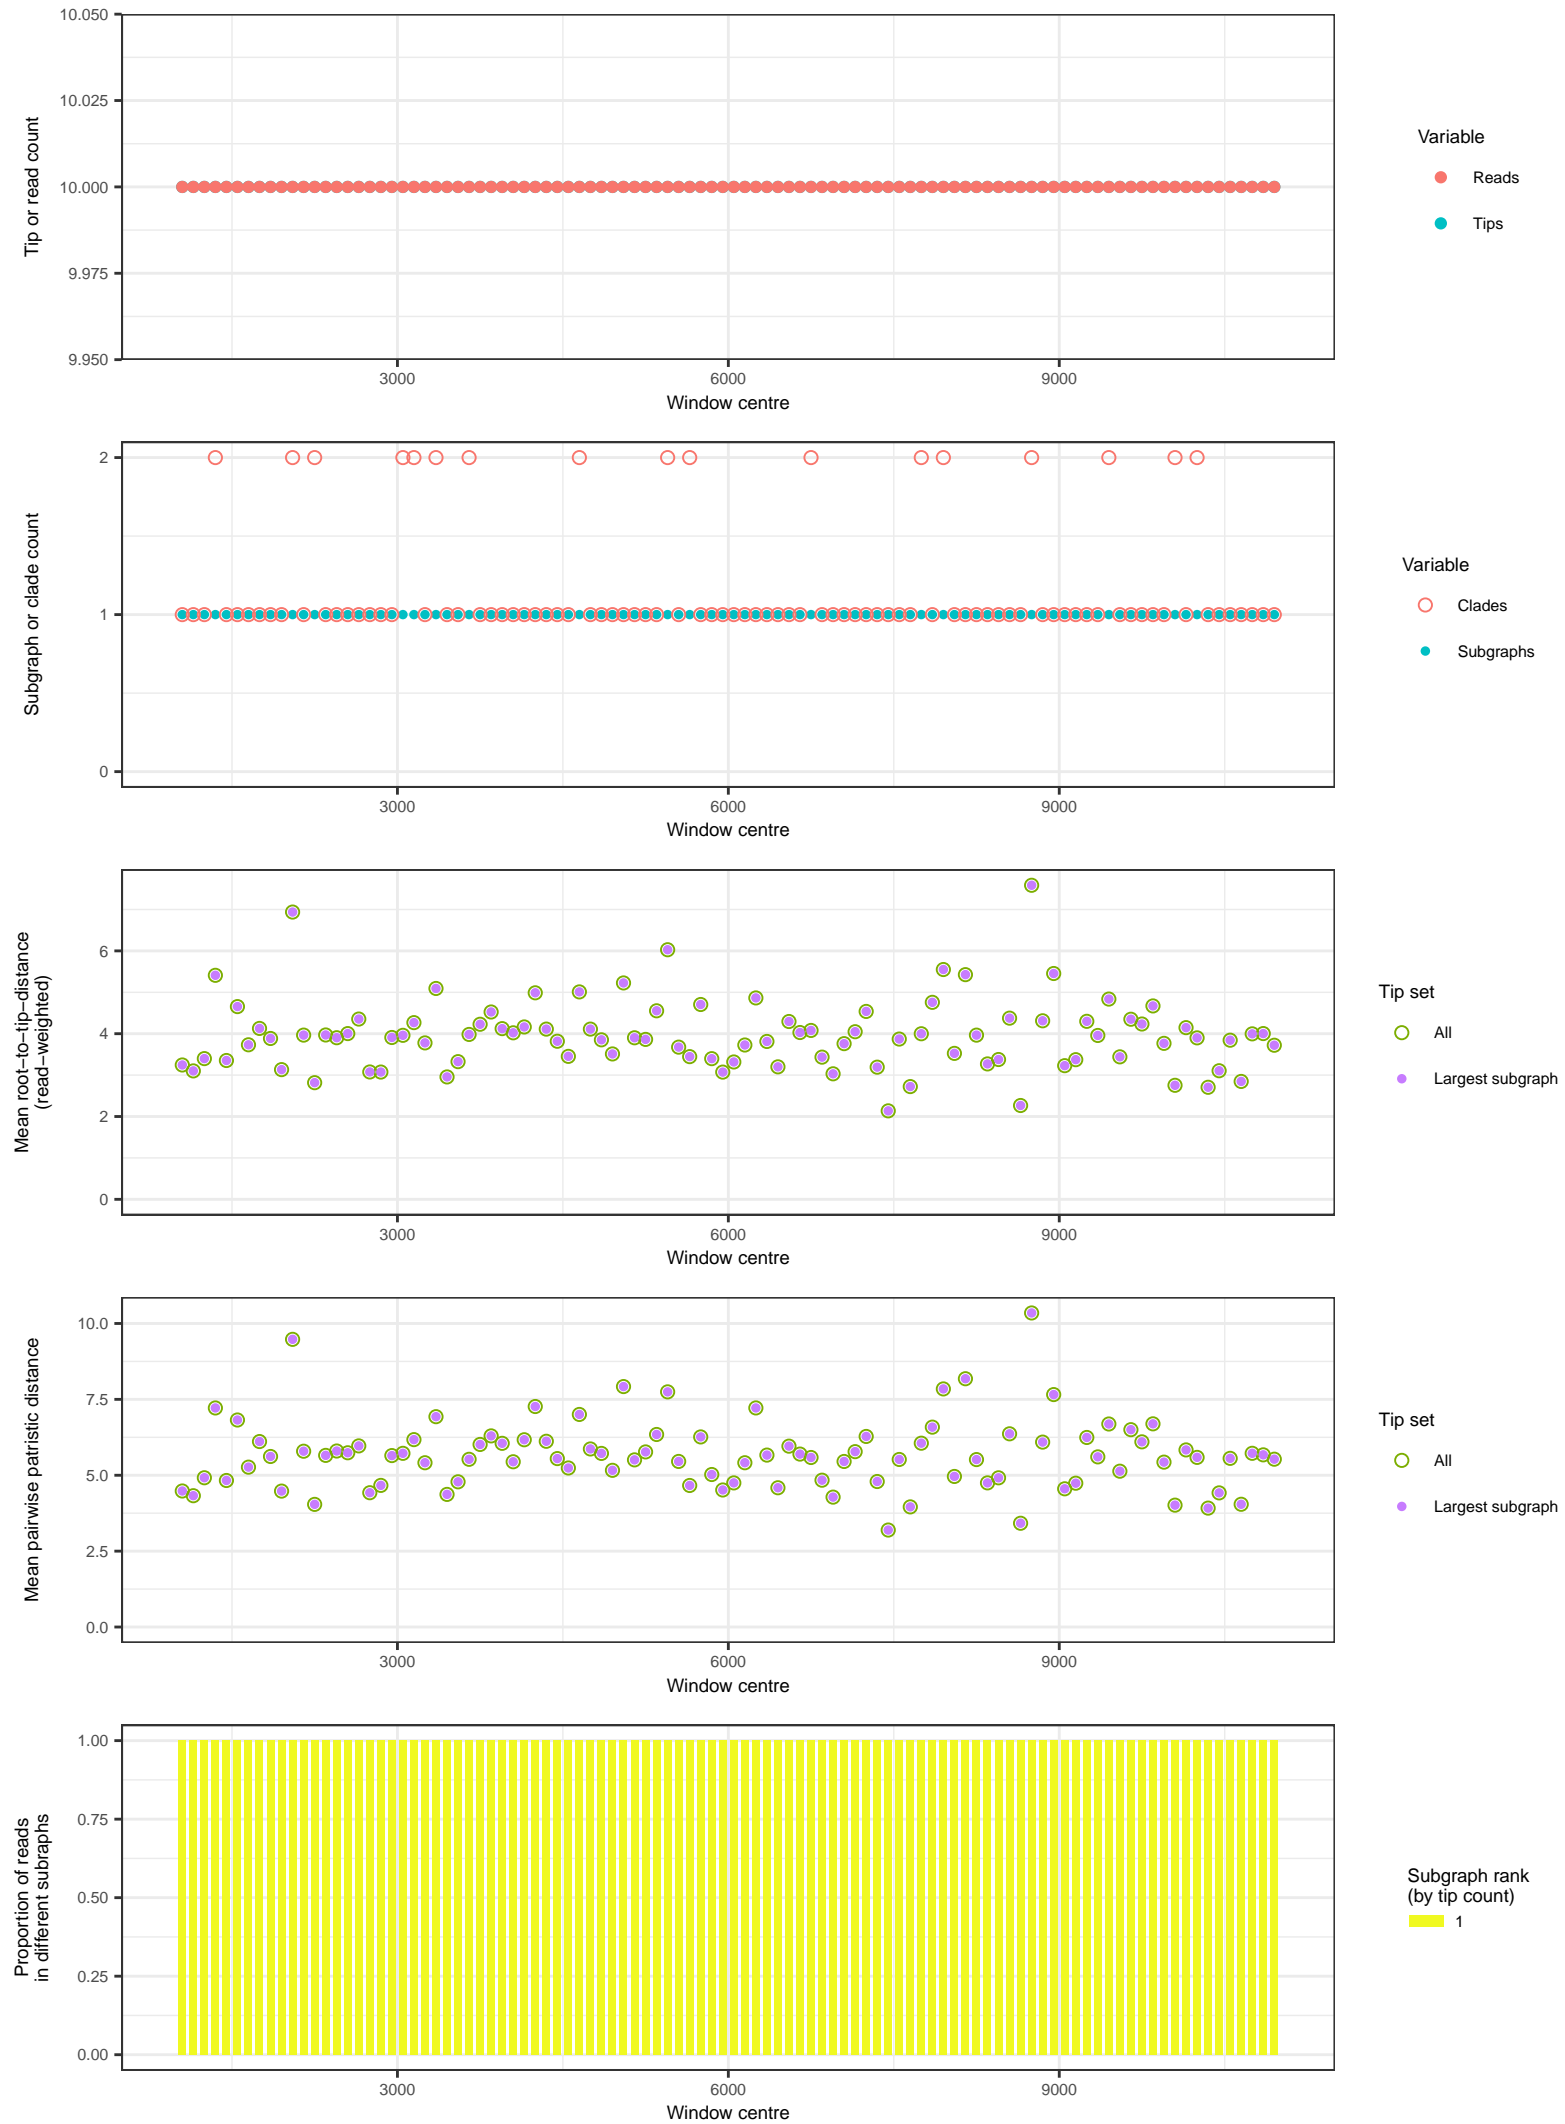 10.050
10.025
10.000
9.975
9.950
Tip or read count
3000 6000 9000
Window centre
Variable
Reads
Tips
2
1
0
Subgraph or clade count
3000 6000 9000
Window centre
Variable
Clades
Subgraphs
6
4
2
0
Mean root−to−tip−distance
(read−weighted)
3000 6000 9000
Window centre
Tip set
All
Largest subgraph
10.0
7.5
5.0
2.5
0.0
Mean pairwise patristic distance
3000 6000 9000
Window centre
Tip set
All
Largest subgraph
1.00
0.75
0.50
0.25
0.00
Proportion of reads
in different subraphs
3000 6000 9000
Window centre
Subgraph rank
(by tip count)
1